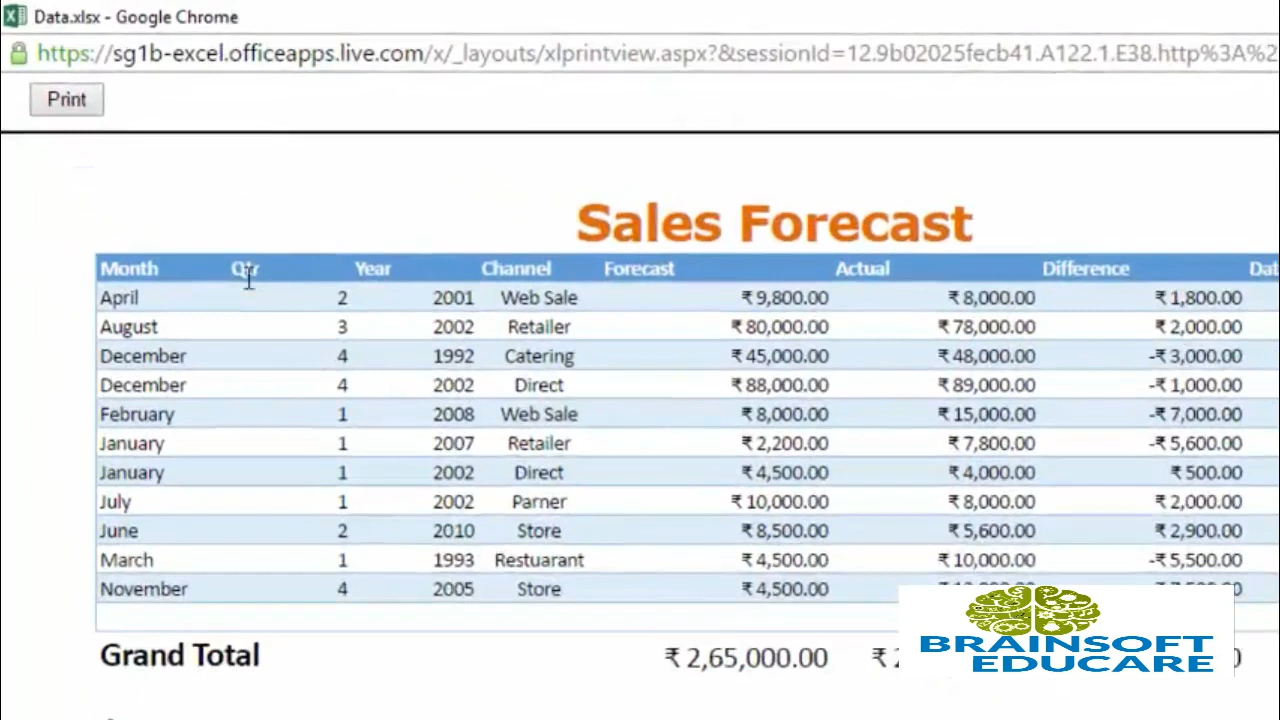 Data.xlsx - Google Chrome
https://sg1b-excel.officeapps.live.com/x/_layouts/xlprintview.aspx?&sessionId=12.9b02025fecb41.A122.1.E38.http%3A%2
Print
Sales Forecast
Month Qtr Year Channel Forecast Actual Difference Dat
April 2 2001 Web Sale ₹ 9,800.00 ₹ 8,000.00 ₹ 1,800.00
August 3 2002 Retailer ₹ 80,000.00 ₹ 78,000.00 ₹ 2,000.00
December 4 1992 Catering ₹ 45,000.00 ₹ 48,000.00 -₹ 3,000.00
December 4 2002 Direct ₹ 88,000.00 ₹ 89,000.00 -₹ 1,000.00
February 1 2008 Web Sale ₹ 8,000.00 ₹ 15,000.00 -₹ 7,000.00
January 1 2007 Retailer ₹ 2,200.00 ₹ 7,800.00 -₹ 5,600.00
January 1 2002 Direct ₹ 4,500.00 ₹ 4,000.00 ₹ 500.00
July 1 2002 Parner ₹ 10,000.00 ₹ 8,000.00 ₹ 2,000.00
June 2 2010 Store ₹ 8,500.00 ₹ 5,600.00 ₹ 2,900.00
March 1 1993 Restuarant ₹ 4,500.00 ₹ 10,000.00 -₹ 5,500.00
November 4 2005 Store ₹ 4,500.00
Grand Total ₹ 2,65,000.00 ₹
BRAINSOFT
EDUCARE